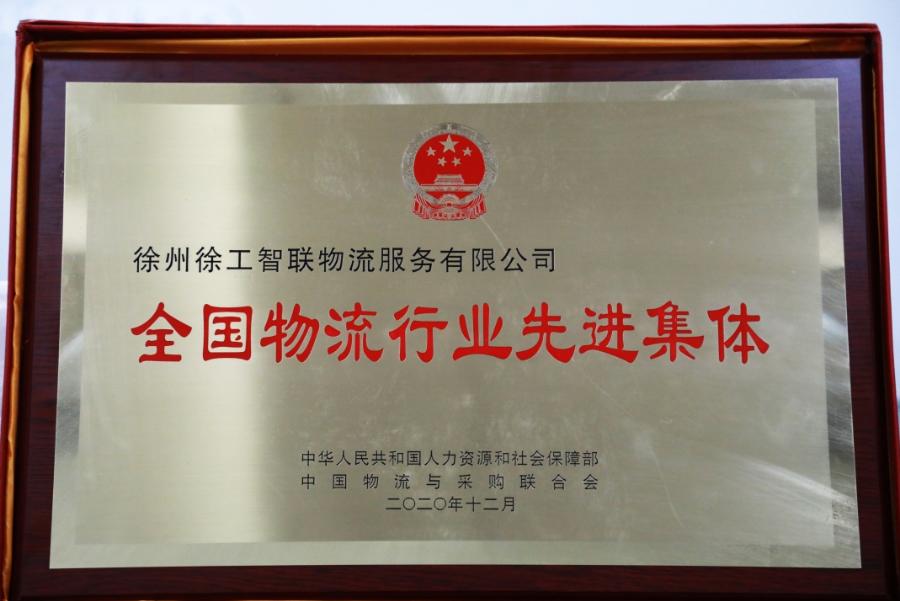 徐州徐工智联物流服务有限公司
全国物流行业先进集体
中华人民共和国人力资源和社会保障部
中国物流与采购联合会
二〇二〇年十二月